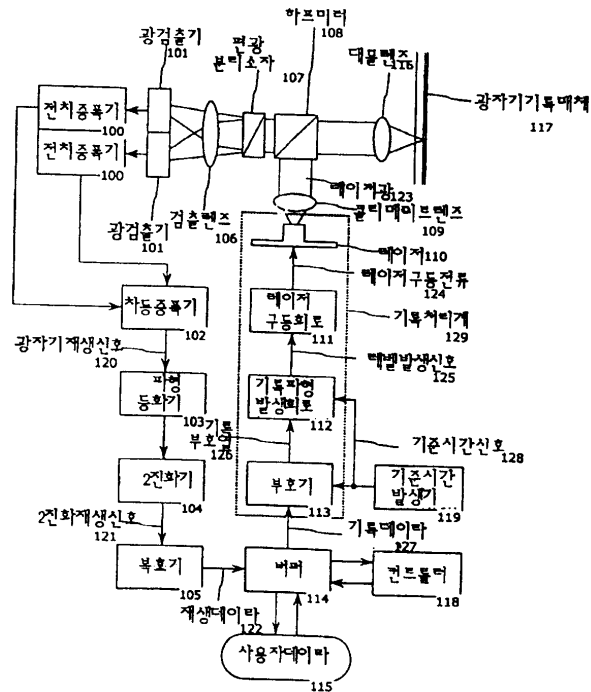 하프미러
108
광검출기
101
편광
분리소자
107
대물렌즈
116
전치증폭기
100
광자기기록매체
117
전치증폭기
100
레이저광
123
콜리메이트렌즈
109
광검출기
101
검출렌즈
106
레이저110
레이저구동전류
124
차동증폭기
102
레이저
구동회로
111
기록처리계
129
광자기재생신호
120
레벨발생신호
125
파형
등화기
103
기록파형
발생회로
112
기록
부호열
126
기준시간신호
128
2진화기
104
부호기
113
기준시간
발생기
119
2진화재생신호
121
기록데이타
127
복호기
105
버퍼
114
컨트롤러
118
재생데이타
122
사용자데이타
115